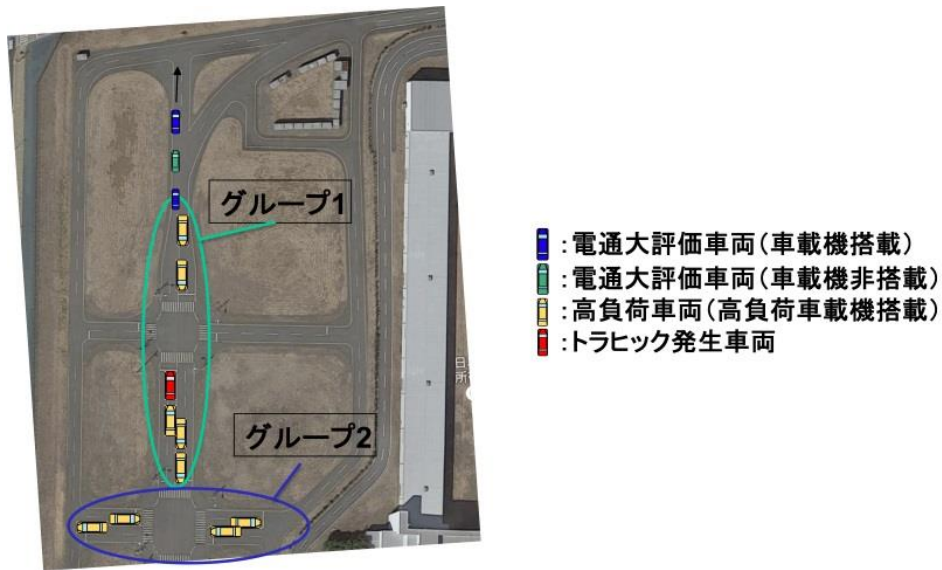 グループ1
グループ2
:電通大評価車両(車載機搭載)
:電通大評価車両(車載機非搭載)
:高負荷車両(高負荷車載機搭載)
:トラヒック発生車両